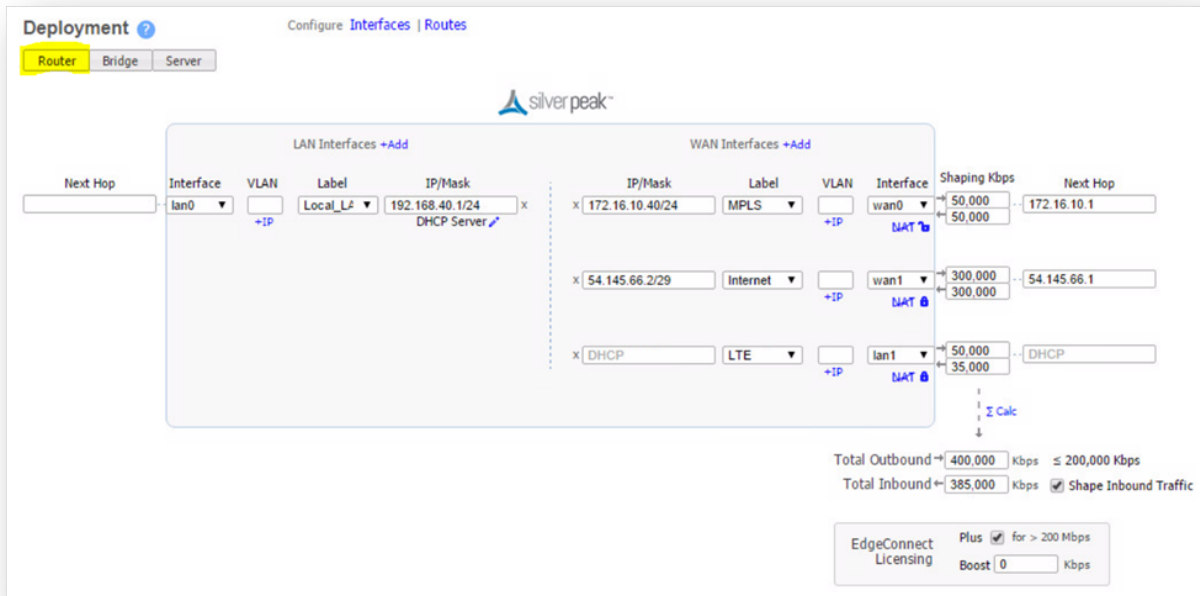 Deployment ? Configure Interfaces | Routes
Router Bridge Server
silver peak™
LAN Interfaces +Add WAN Interfaces +Add
Next Hop Interface VLAN Label IP/Mask IP/Mask Label VLAN Interface Shaping Kbps Next Hop
lan0 Local_LA 192.168.40.1/24 x x 172.16.10.40/24 MPLS wan0 50,000 172.16.10.1
+IP DHCP Server +IP NAT 50,000
x 54.145.66.2/29 Internet wan1 300,000 54.145.66.1
+IP NAT 300,000
x DHCP LTE lan1 50,000 DHCP
+IP NAT 35,000
Σ Calc
Total Outbound 400,000 Kbps ≤ 200,000 Kbps
Total Inbound 385,000 Kbps Shape Inbound Traffic
EdgeConnect Licensing
Plus for > 200 Mbps
Boost 0 Kbps